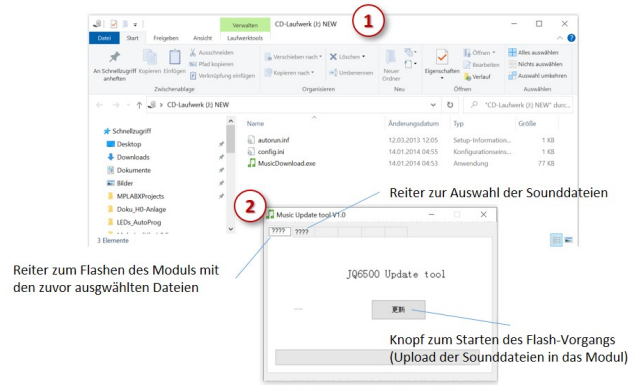 Verwalten
CD-Laufwerk (J:) NEW
1
Datei Start Freigeben Ansicht Laufwerktools
An Schnellzugriff anheften
Kopieren
Einfügen
Ausschneiden
Pfad kopieren
Verknüpfung einfügen
Zwischenablage
Verschieben nach
Kopieren nach
Löschen
Umbenennen
Organisieren
Neuer Ordner
Neu
Eigenschaften
Öffnen
Bearbeiten
Verlauf
Öffnen
Alles auswählen
Nichts auswählen
Auswahl umkehren
Auswählen
CD-Laufwerk (J:) NEW
"CD-Laufwerk (J:) NEW" durc...
Schnellzugriff
Desktop
Downloads
Dokumente
Bilder
MPLABXProjects
Doku_H0-Anlage
LEDs_AutoProg
3 Elemente
Name Änderungsdatum Typ Größe
autorun.inf 12.03.2013 12:05 Setup-Information... 1 KB
config.ini 14.01.2014 04:53 Konfigurationseins... 1 KB
MusicDownload.exe 14.01.2014 04:53 Anwendung 77 KB
Reiter zur Auswahl der Sounddateien
2
Music Update tool V1.0
???? ????
JQ6500 Update tool
更新
Reiter zum Flashen des Moduls mit
den zuvor ausgwählten Dateien
Knopf zum Starten des Flash-Vorgangs
(Upload der Sounddateien in das Modul)